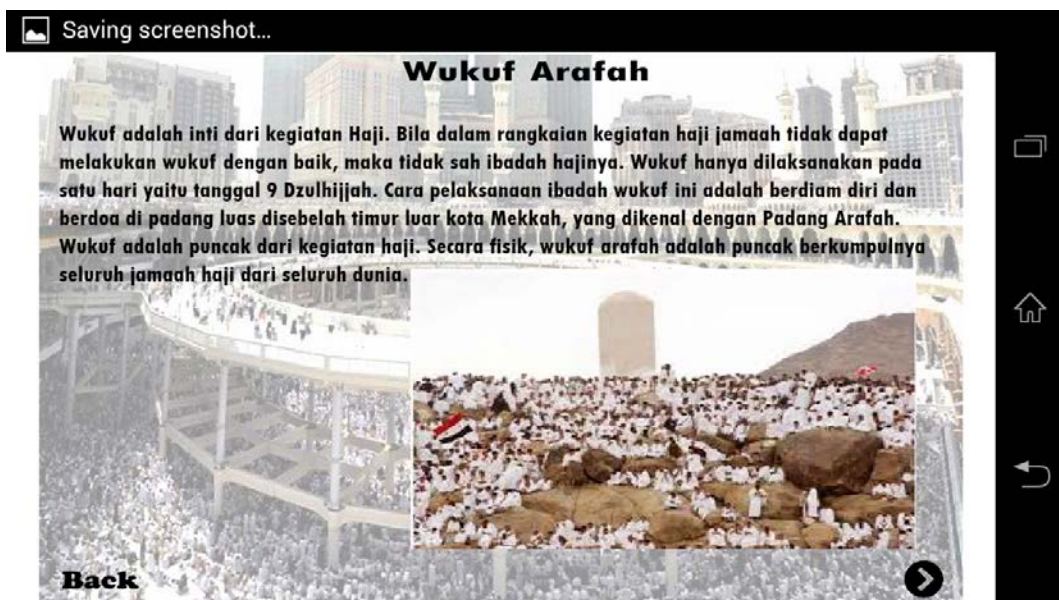 Saving screenshot...
Wukuf Arafah
Wukuf adalah inti dari kegiatan Haji. Bila dalam rangkaian kegiatan haji jamaah tidak dapat
melakukan wukuf dengan baik, maka tidak sah ibadah hajinya. Wukuf hanya dilaksanakan pada
satu hari yaitu tanggal 9 Dzulhijjah. Cara pelaksanaan ibadah wukuf ini adalah berdiam diri dan
berdoa di padang luas disebelah timur luar kota Mekkah, yang dikenal dengan Padang Arafah.
Wukuf adalah puncak dari kegiatan haji. Secara fisik, wukuf arafah adalah puncak berkumpulnya
seluruh jamaah haji dari seluruh dunia.
Back